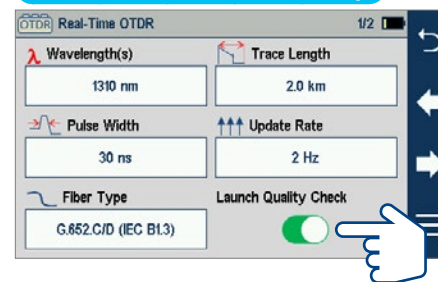 OTDR Real-Time OTDR 1/2
λ Wavelength(s) Trace Length
1310 nm 2.0 km
Pulse Width Update Rate
30 ns 2 Hz
Fiber Type Launch Quality Check
G.652.C/D (IEC B1.3)